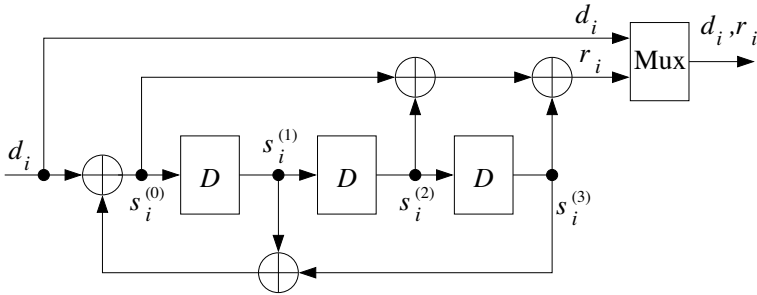 d_i
d_i ,r_i
r_i
Mux
d_i
s_i^{(1)}
D
D
D
s_i^{(0)}
s_i^{(2)}
s_i^{(3)}